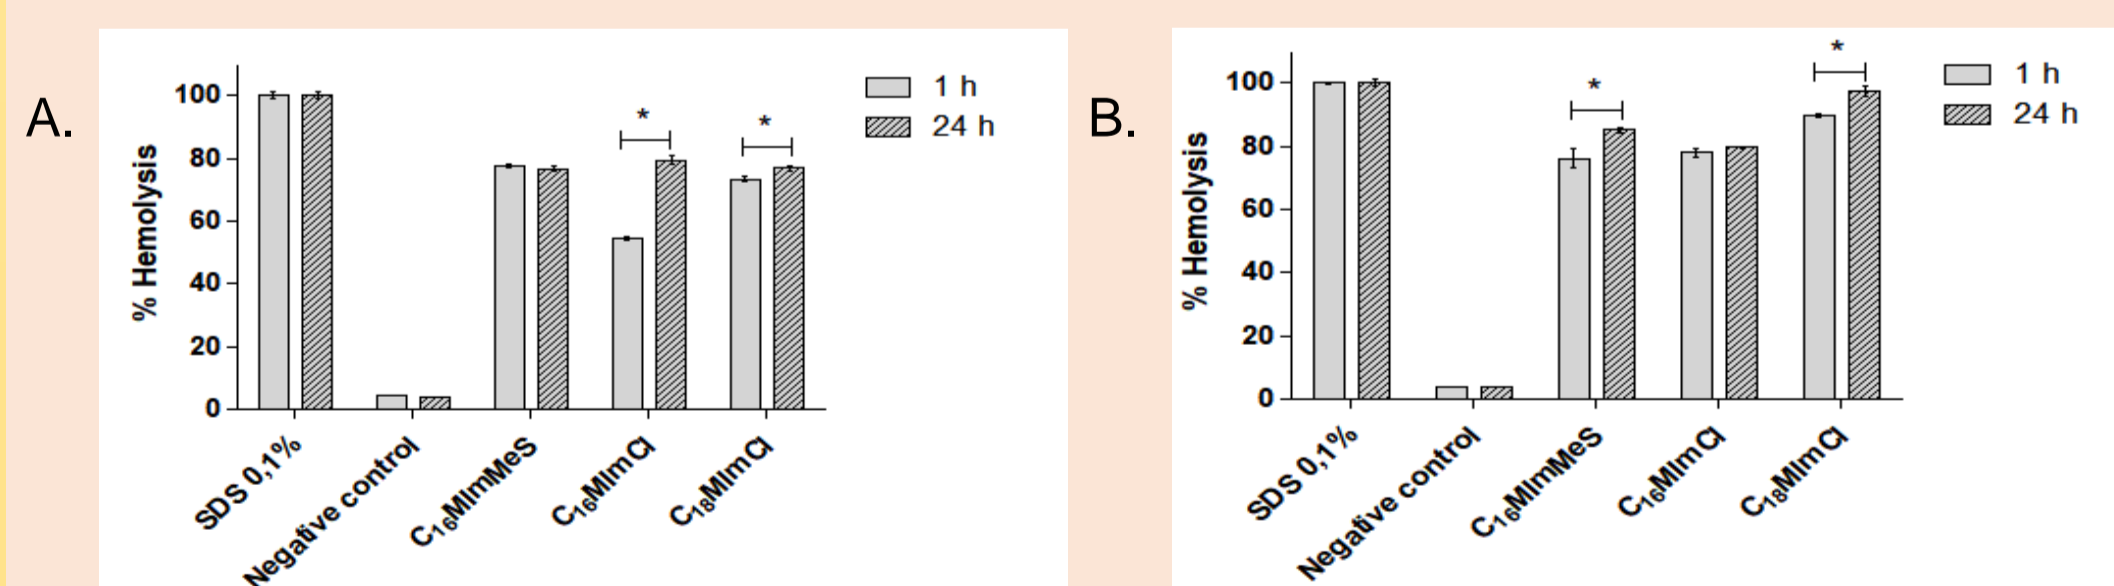 A.
% Hemolysis
100
80
60
40
20
0
*
*
1 h
24 h
SDS 0,1%
Negative control
C₁₆MImMeS
C₁₆MImCl
C₁₈MImCl
B.
% Hemolysis
100
80
60
40
20
0
*
*
1 h
24 h
SDS 0,1%
Negative control
C₁₆MImMeS
C₁₆MImCl
C₁₈MImCl